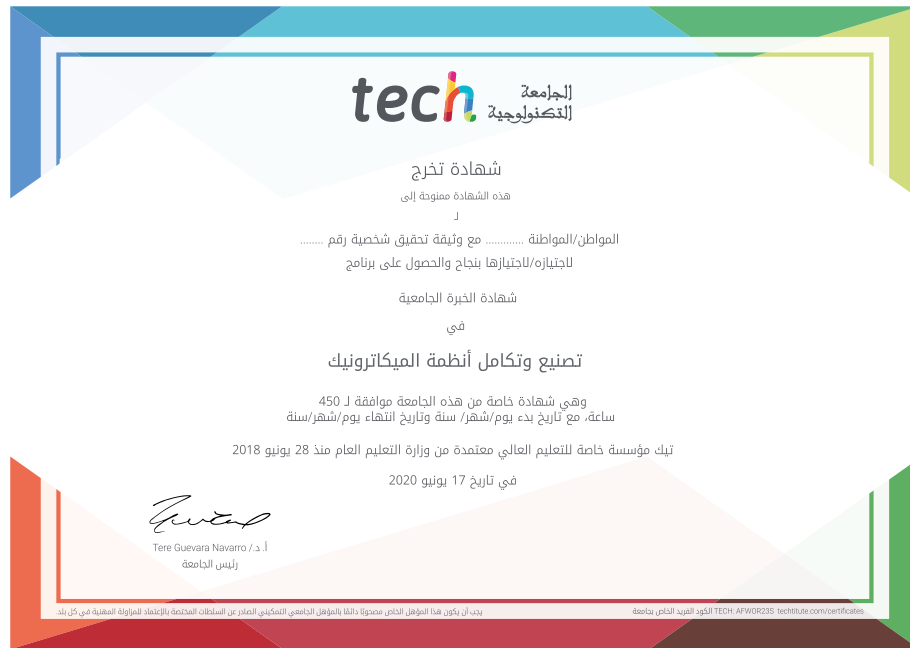 tech الجامعة
التكنولوجية
شهادة تخرج
هذه الشهادة ممنوحة إلى
لـ
المواطن/المواطنة ............. مع وثيقة تحقيق شخصية رقم ........
لاجتيازه/لاجتيازها بنجاح والحصول على برنامج
شهادة الخبرة الجامعية
في
تصنيع وتكامل أنظمة الميكاترونيك
وهي شهادة خاصة من هذه الجامعة موافقة لـ 450
ساعة، مع تاريخ بدء يوم/شهر/ سنة وتاريخ انتهاء يوم/شهر/سنة
تيك مؤسسة خاصة للتعليم العالي معتمدة من وزارة التعليم العام منذ 28 يونيو 2018
في تاريخ 17 يونيو 2020
أ. د./ Tere Guevara Navarro
رئيس الجامعة
الكود الفريد الخاص بجامعة TECH: AFWOR23S techtitute.com/certificates
يجب أن يكون هذا المؤهل الخاص مصحوبًا دائمًا بالمؤهل الجامعي التمكيني الصادر عن السلطات المختصة بالإعتماد للمزاولة المهنية في كل بلد.